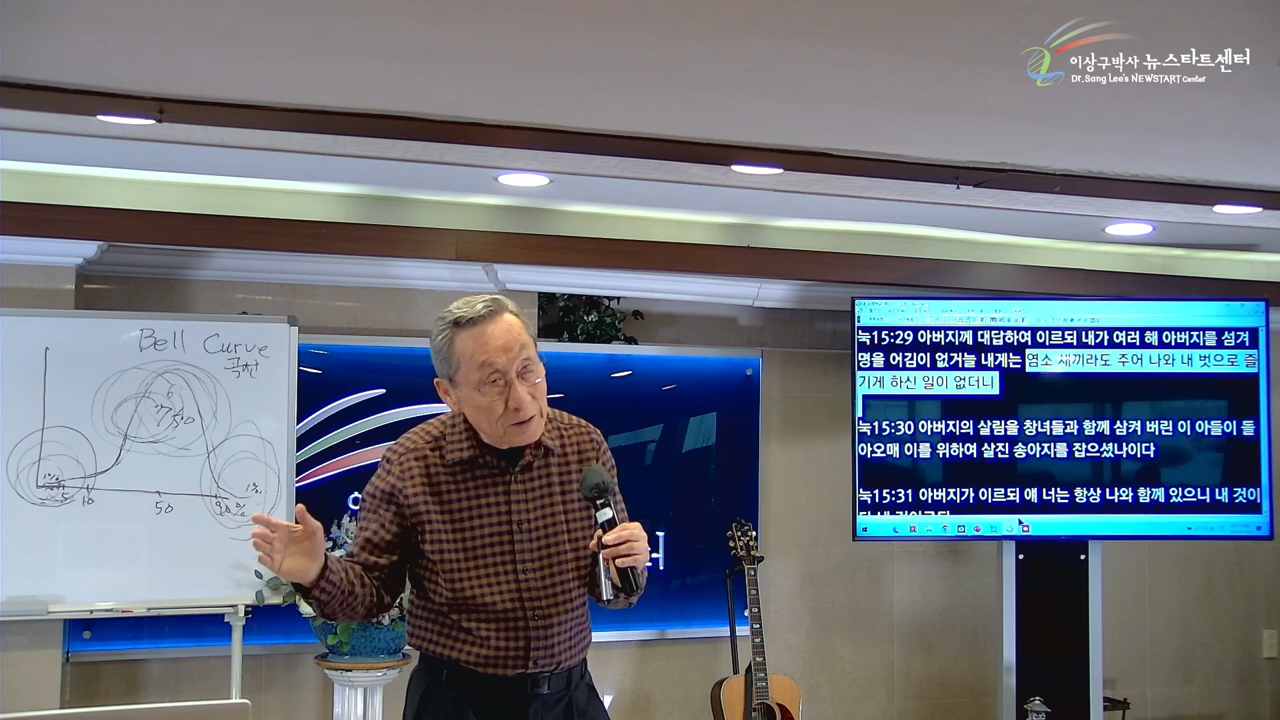 이상구박사 뉴스타트센터
Dr. Sang Lee's NEWSTART Center
Bell Curve
곡선
1%
10
50
90%
1%
눅15:29 아버지께 대답하여 이르되 내가 여러 해 아버지를 섬겨
명을 어김이 없거늘 내게는 염소 새끼라도 주어 나와 내 벗으로 즐
기게 하신 일이 없더니
눅15:30 아버지의 살림을 창녀들과 함께 삼켜 버린 이 아들이 돌
아오매 이를 위하여 살진 송아지를 잡으셨나이다
눅15:31 아버지가 이르되 얘 너는 항상 나와 함께 있으니 내 것이